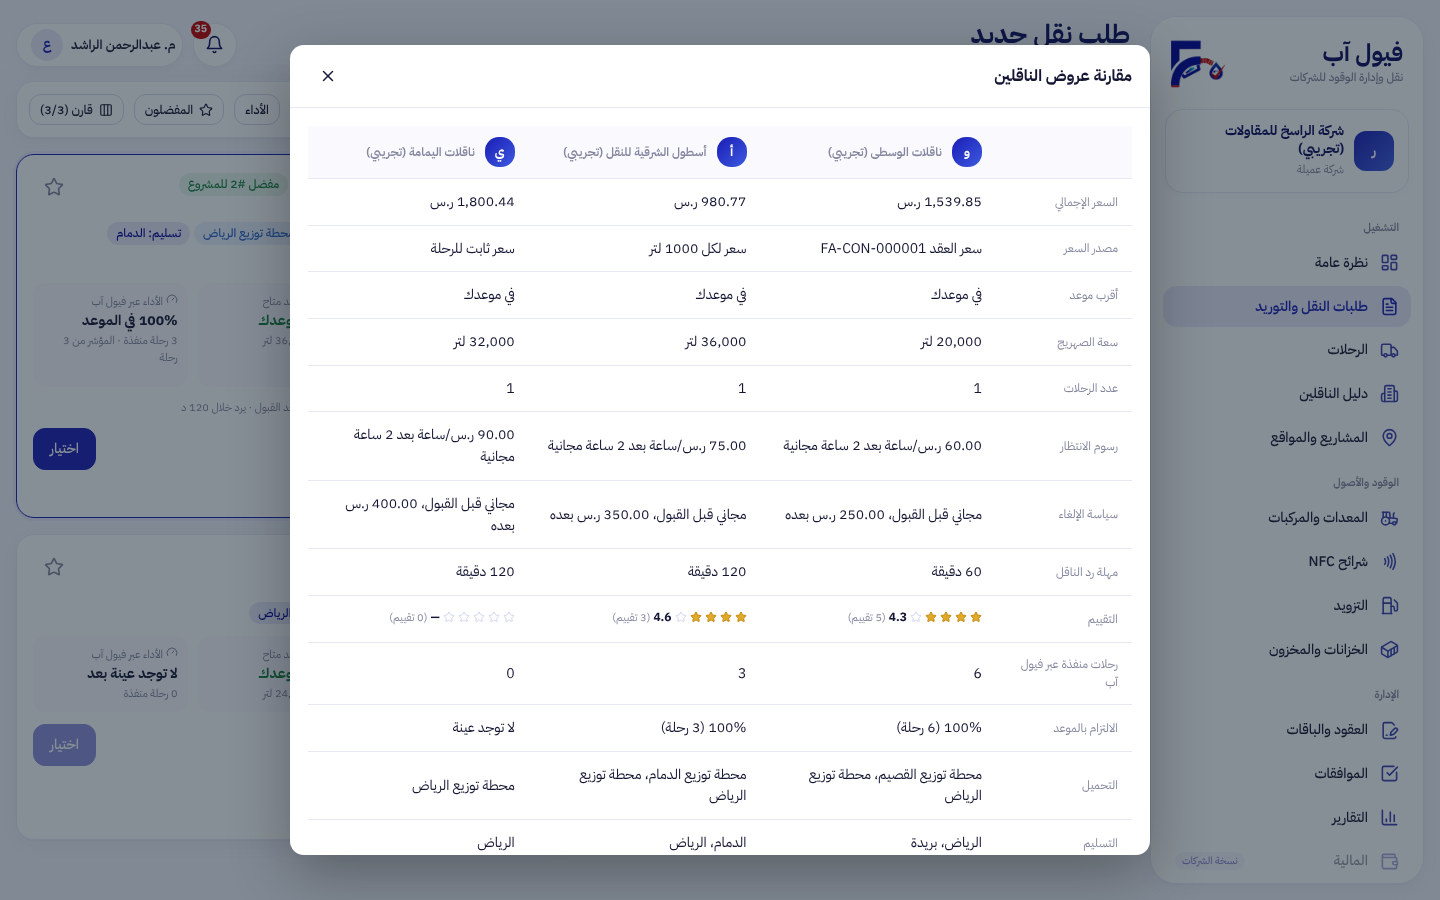 فيول آب
نقل وإدارة الوقود للشركات
شركة الراسخ للمقاولات
(تجريبي)
شركة عميلة
ر
التشغيل
نظرة عامة
طلبات النقل والتوريد
الرحلات
دليل الناقلين
المشاريع والمواقع
الوقود والأصول
المعدات والمركبات
شرائح NFC
التزويد
الخزانات والمخزون
الإدارة
العقود والباقات
الموافقات
التقارير
المالية
نسخة الشركات
طلب نقل جديد
35
م. عبدالرحمن الراشد
ع
الأداء
المفضلون
قارن (3/3)
مفضل #2 للمشروع
محطة توزيع الرياض
تسليم: الدمام
الأداء عبر فيول آب
100% في الموعد
3 رحلة منفذة · المؤشر من 3
رحلة
د القبول · يرد خلال 120 د
اختيار
الرياض
الأداء عبر فيول آب
لا توجد عينة بعد
0 رحلة منفذة
اختيار
مقارنة عروض الناقلين
و ناقلات الوسطى (تجريبي)
أ أسطول الشرقية للنقل (تجريبي)
ي ناقلات اليمامة (تجريبي)
السعر الإجمالي
1,539.85 ر.س
980.77 ر.س
1,800.44 ر.س
مصدر السعر
سعر العقد FA-CON-000001
سعر لكل 1000 لتر
سعر ثابت للرحلة
أقرب موعد
في موعدك
في موعدك
في موعدك
سعة الصهريج
20,000 لتر
36,000 لتر
32,000 لتر
عدد الرحلات
1
1
1
رسوم الانتظار
60.00 ر.س/ساعة بعد 2 ساعة مجانية
75.00 ر.س/ساعة بعد 2 ساعة مجانية
90.00 ر.س/ساعة بعد 2 ساعة
مجانية
سياسة الإلغاء
مجاني قبل القبول، 250.00 ر.س بعده
مجاني قبل القبول، 350.00 ر.س بعده
مجاني قبل القبول، 400.00 ر.س
بعده
مهلة رد الناقل
60 دقيقة
120 دقيقة
120 دقيقة
التقييم
4.3 (5 تقييم)
4.6 (3 تقييم)
— (0 تقييم)
رحلات منفذة عبر فيول
آب
6
3
0
الالتزام بالموعد
100% (6 رحلة)
100% (3 رحلة)
لا توجد عينة
التحميل
محطة توزيع القصيم، محطة توزيع
الرياض
محطة توزيع الدمام، محطة توزيع
الرياض
محطة توزيع الرياض
التسليم
الرياض، بريدة
الدمام، الرياض
الرياض